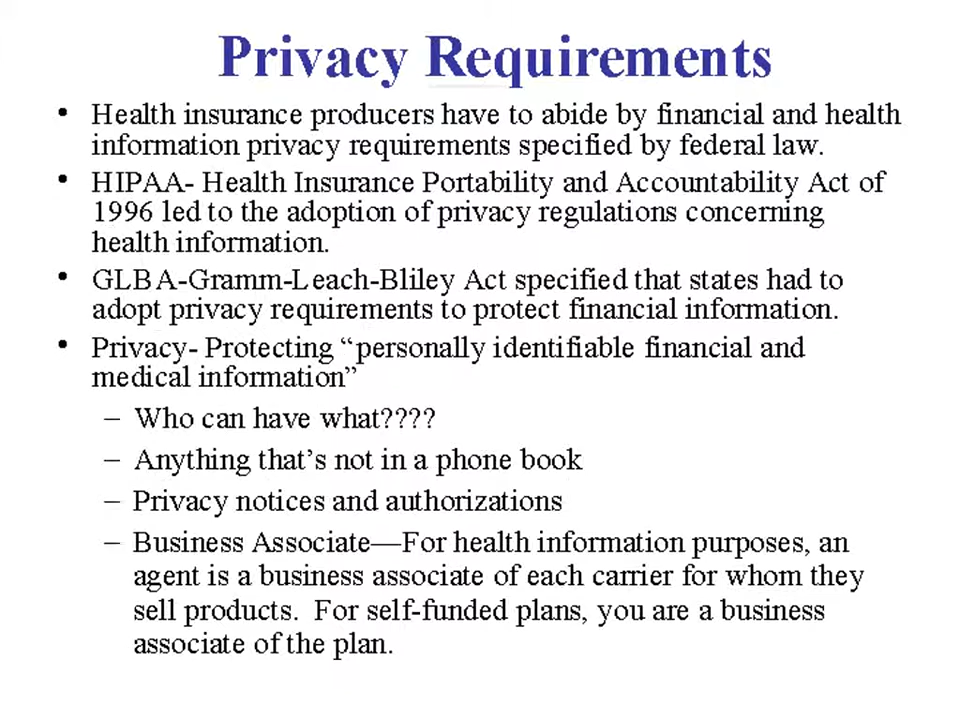 Privacy Requirements
• Health insurance producers have to abide by financial and health
information privacy requirements specified by federal law.
• HIPAA- Health Insurance Portability and Accountability Act of
1996 led to the adoption of privacy regulations concerning
health information.
• GLBA-Gramm-Leach-Bliley Act specified that states had to
adopt privacy requirements to protect financial information.
• Privacy- Protecting “personally identifiable financial and
medical information”
– Who can have what????
– Anything that’s not in a phone book
– Privacy notices and authorizations
– Business Associate—For health information purposes, an
agent is a business associate of each carrier for whom they
sell products. For self-funded plans, you are a business
associate of the plan.